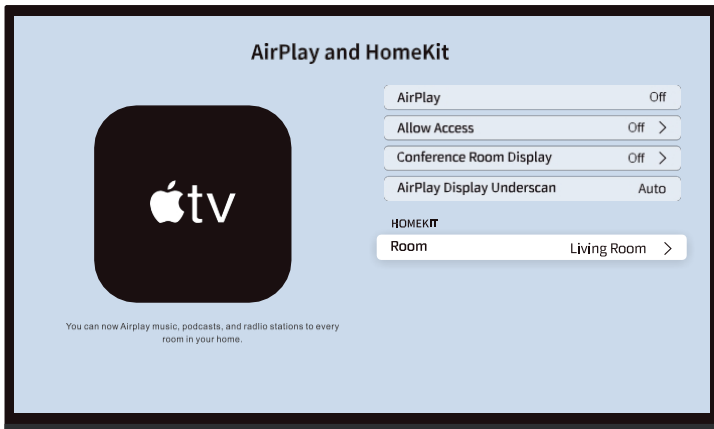 AirPlay and HomeKit
AirPlay Off
Allow Access Off >
Conference Room Display Off >
AirPlay Display Underscan Auto
HOMEKIT
Room Living Room >
tv
You can now Airplay music, podcasts, and radlio stations to every
room in your home.